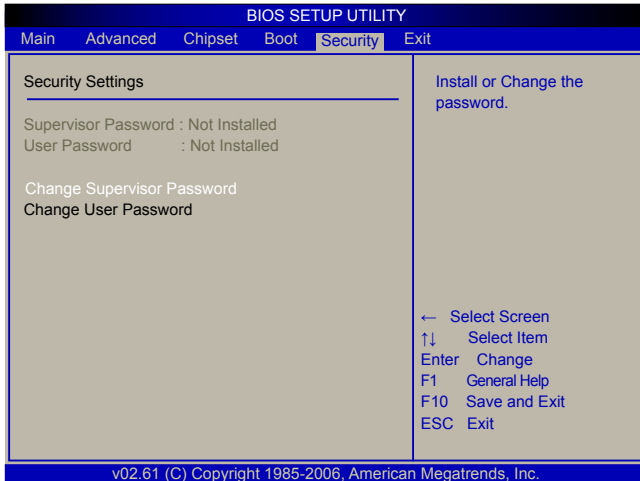 BIOS SETUP UTILITY
Main Advanced Chipset Boot Security Exit
Security Settings
Supervisor Password : Not Installed
User Password : Not Installed
Change Supervisor Password
Change User Password
Install or Change the
password.
← Select Screen
↑↓ Select Item
Enter Change
F1 General Help
F10 Save and Exit
ESC Exit
v02.61 (C) Copyright 1985-2006, American Megatrends, Inc.